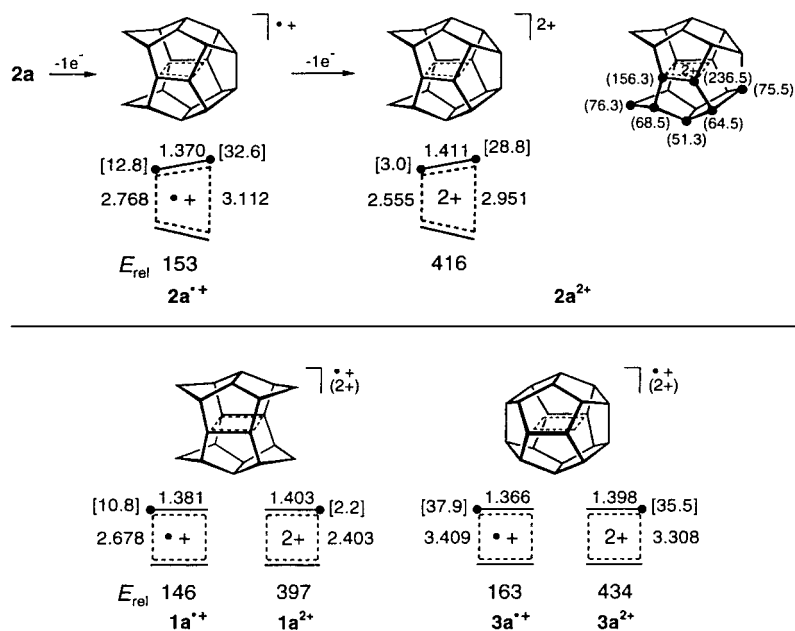 2a -1e⁻ ]•+ -1e⁻ ]2+
(156.3) 2+ (236.5) (75.5)
(76.3) (68.5) (64.5)
(51.3)
[12.8] 1.370 [32.6]
2.768 •+ 3.112
[3.0] 1.411 [28.8]
2.555 2+ 2.951
E_rel 153 416
2a•+ 2a2+
]•+ (2+) ]•+ (2+)
[10.8] 1.381 1.403 [2.2] [37.9] 1.366 1.398 [35.5]
2.678 •+ 2+ 2.403 3.409 •+ 2+ 3.308
E_rel 146 397 163 434
1a•+ 1a2+ 3a•+ 3a2+